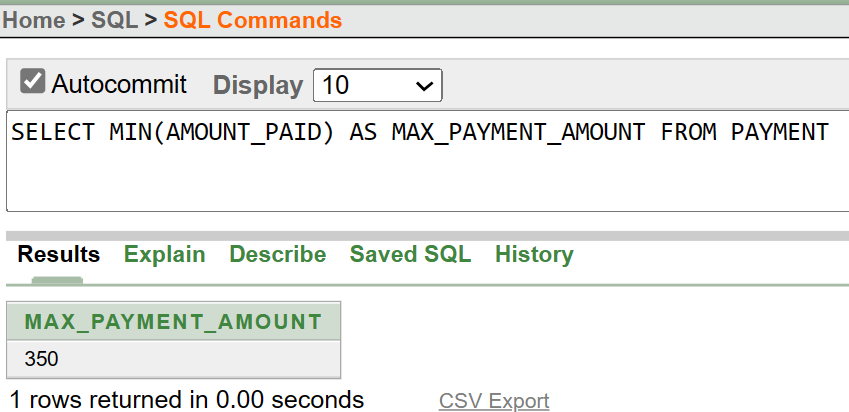 Home > SQL > SQL Commands
Autocommit Display 10
SELECT MIN(AMOUNT_PAID) AS MAX_PAYMENT_AMOUNT FROM PAYMENT
Results Explain Describe Saved SQL History
MAX_PAYMENT_AMOUNT
350
1 rows returned in 0.00 seconds CSV Export